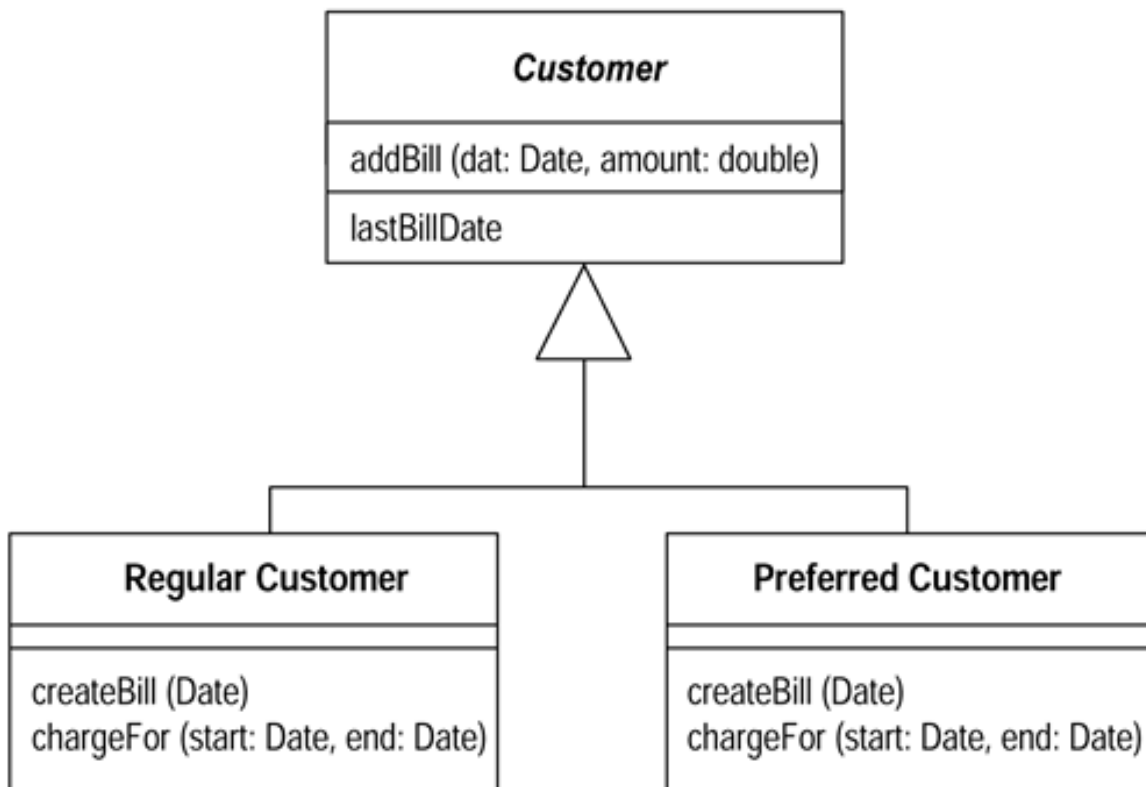 Customer
addBill (dat: Date, amount: double)
lastBillDate
Regular Customer
createBill (Date)
chargeFor (start: Date, end: Date)
Preferred Customer
createBill (Date)
chargeFor (start: Date, end: Date)